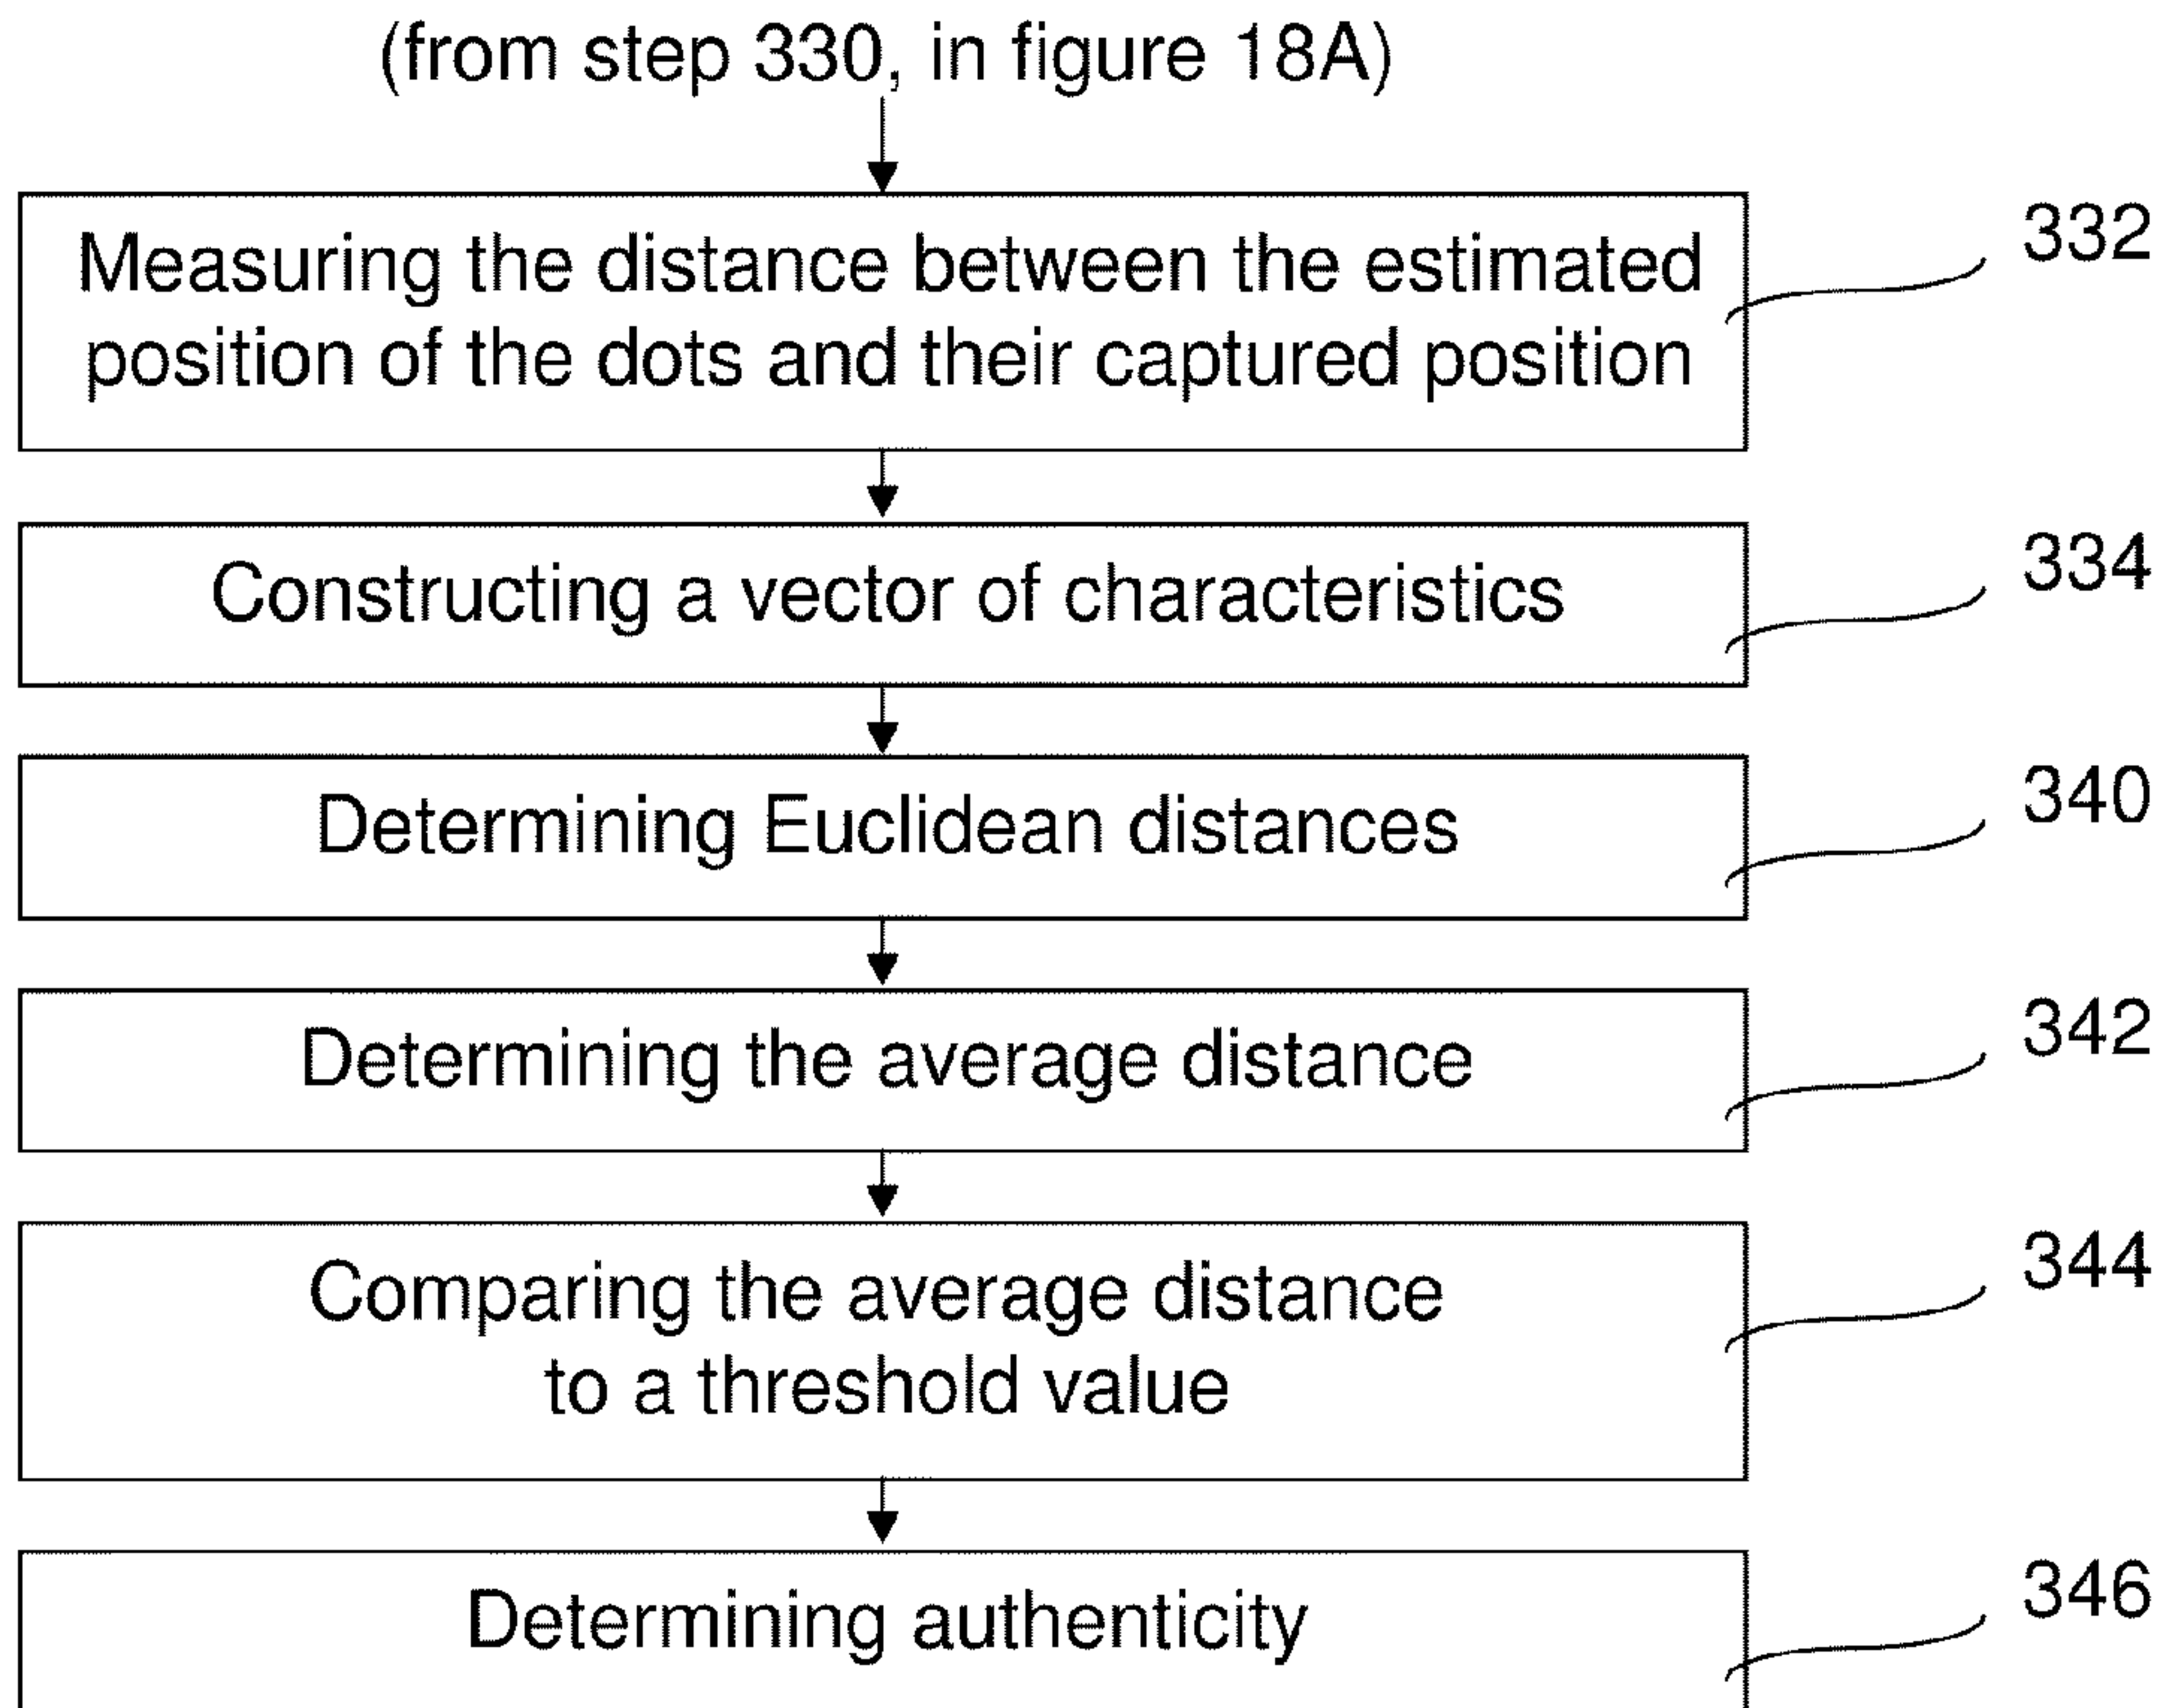 (from step 330, in figure 18A)
332
Measuring the distance between the estimated
position of the dots and their captured position
334
Constructing a vector of characteristics
340
Determining Euclidean distances
342
Determining the average distance
344
Comparing the average distance
to a threshold value
346
Determining authenticity